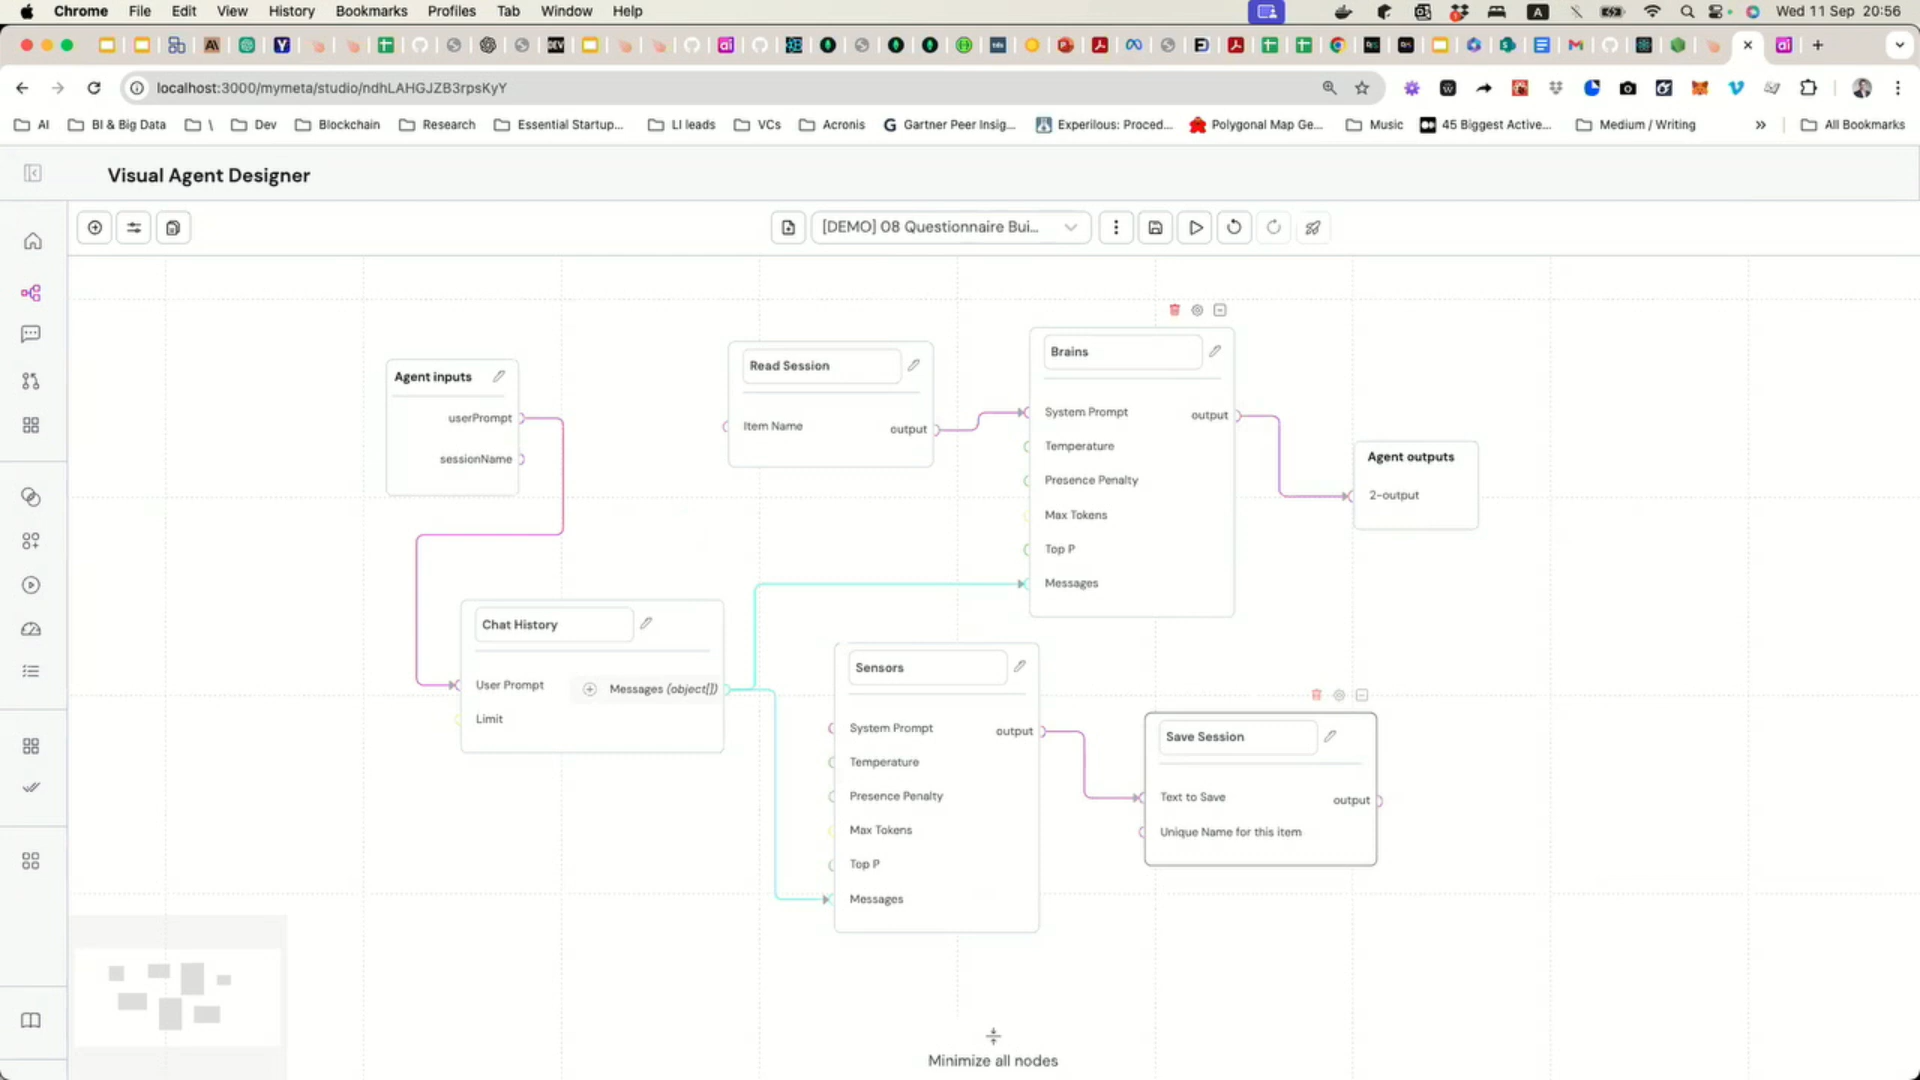 Chrome File Edit View History Bookmarks Profiles Tab Window Help
A
Wed 11 Sep 20:56
localhost:3000/mymeta/studio/ndhLAHGJZB3rpsKyY
AI BI & Big Data \ Dev Blockchain Research Essential Startup... LI leads VCs Acronis Gartner Peer Insig... Experilous: Proced... Polygonal Map Ge... Music 45 Biggest Active... Medium / Writing » All Bookmarks
Visual Agent Designer
[DEMO] 08 Questionnaire Bui...
Agent inputs
userPrompt
sessionName
Read Session
Item Name
output
Brains
System Prompt
output
Temperature
Presence Penalty
Max Tokens
Top P
Messages
Agent outputs
2-output
Chat History
User Prompt
Messages (object[])
Limit
Sensors
System Prompt
output
Temperature
Presence Penalty
Max Tokens
Top P
Messages
Save Session
Text to Save
output
Unique Name for this item
Minimize all nodes